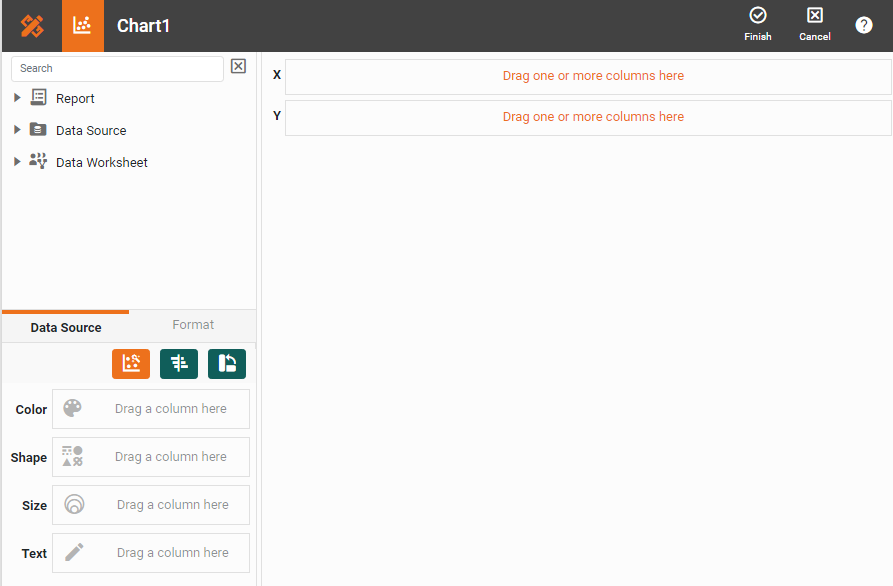 Chart1
Finish
Cancel
Search
Report
Data Source
Data Worksheet
X
Drag one or more columns here
Y
Drag one or more columns here
Data Source
Format
Color
Drag a column here
Shape
Drag a column here
Size
Drag a column here
Text
Drag a column here